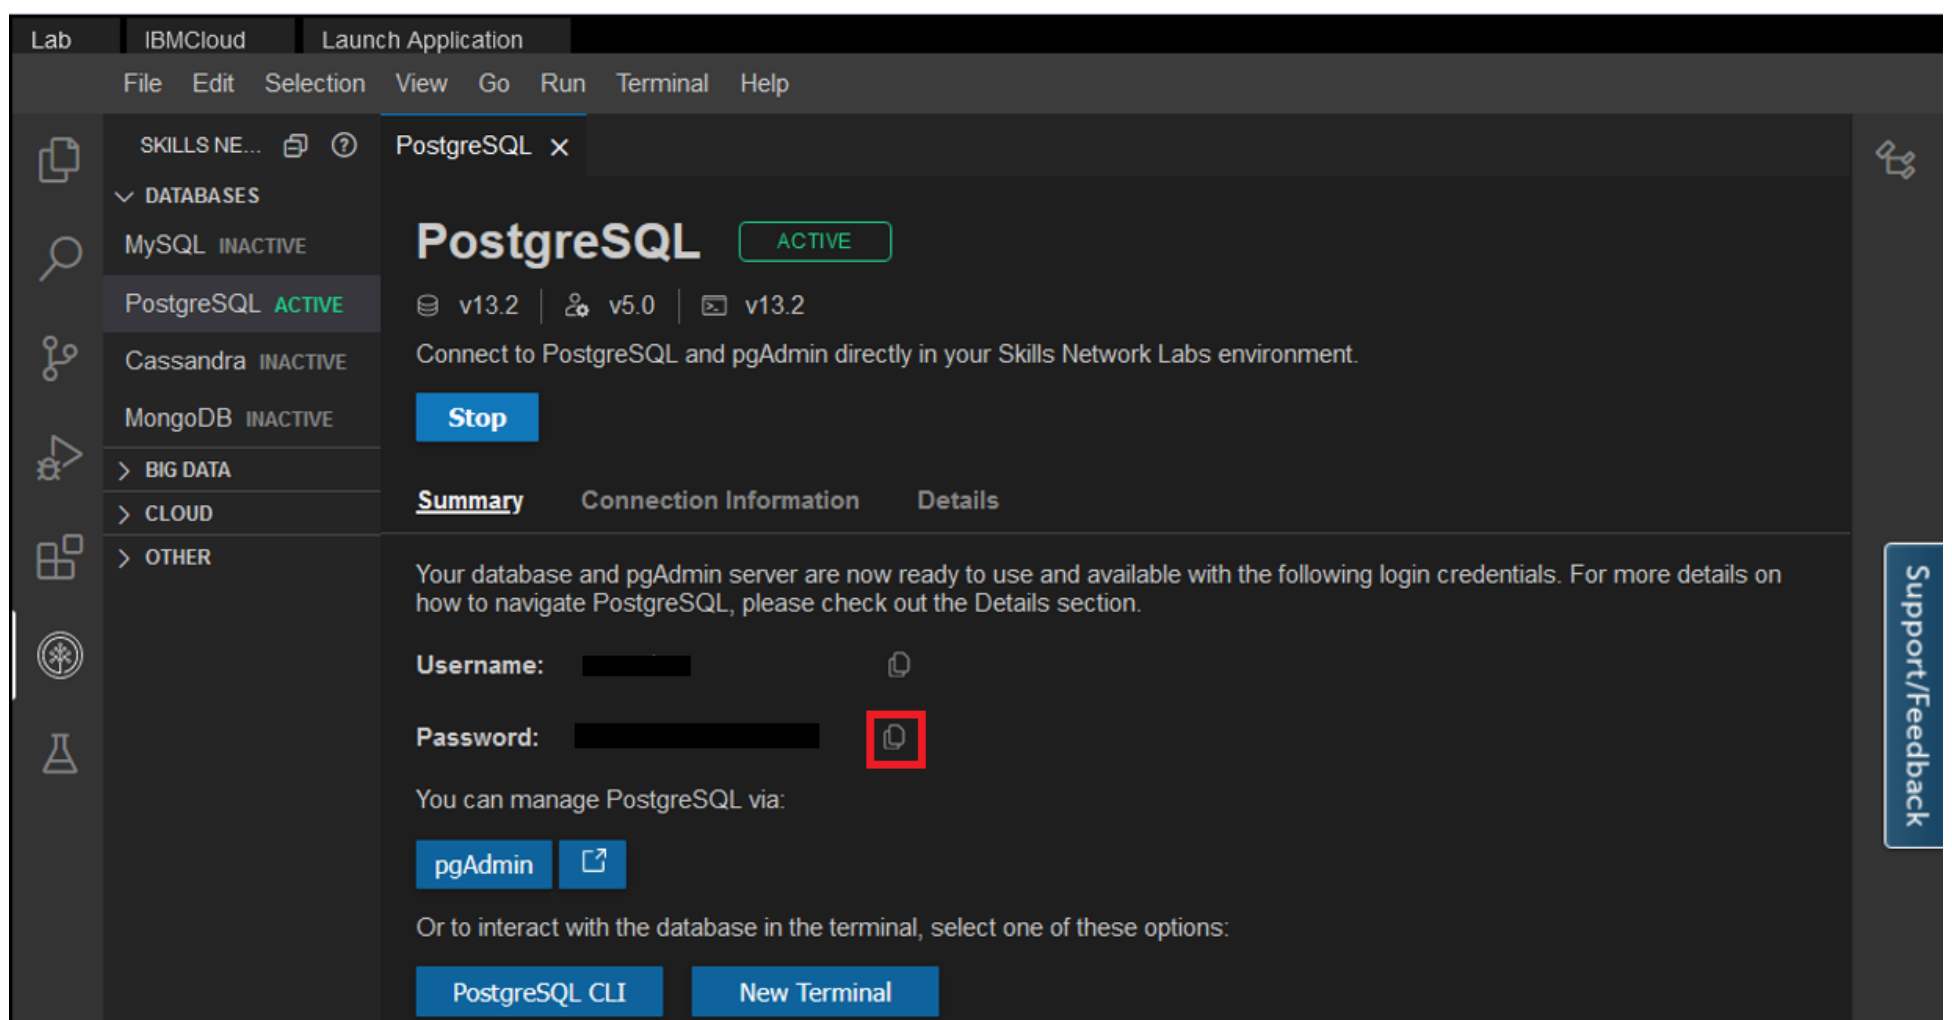 Lab IBMCloud Launch Application
File Edit Selection View Go Run Terminal Help
SKILLS NE...
DATABASES
MySQL INACTIVE
PostgreSQL ACTIVE
Cassandra INACTIVE
MongoDB INACTIVE
BIG DATA
CLOUD
OTHER
PostgreSQL
PostgreSQL ACTIVE
v13.2 v5.0 v13.2
Connect to PostgreSQL and pgAdmin directly in your Skills Network Labs environment.
Stop
Summary Connection Information Details
Your database and pgAdmin server are now ready to use and available with the following login credentials. For more details on
how to navigate PostgreSQL, please check out the Details section.
Username:
Password:
You can manage PostgreSQL via:
pgAdmin
Or to interact with the database in the terminal, select one of these options:
PostgreSQL CLI New Terminal
Support/Feedback